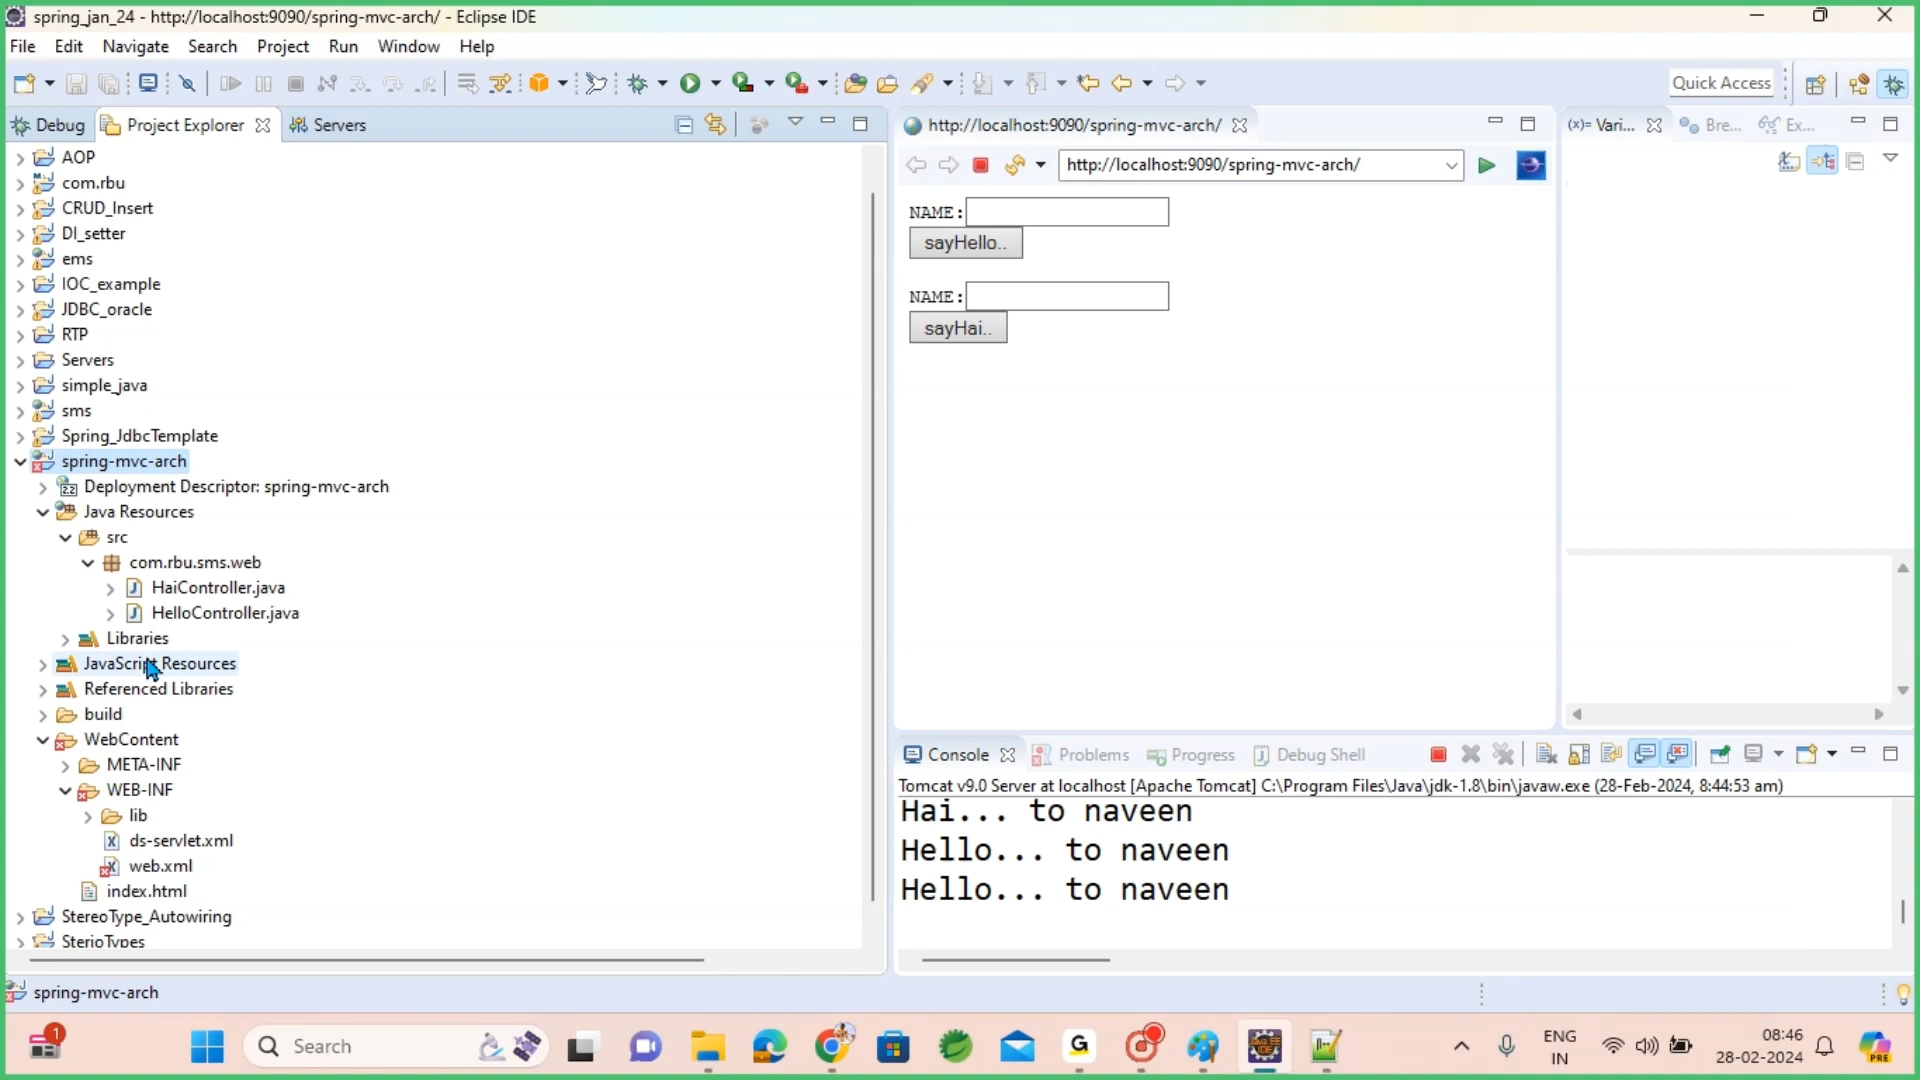 spring_jan_24 - http://localhost:9090/spring-mvc-arch/ - Eclipse IDE
File Edit Navigate Search Project Run Window Help
Quick Access
Debug Project Explorer Servers
AOP
com.rbu
CRUD_Insert
DI_setter
ems
IOC_example
JDBC_oracle
RTP
Servers
simple_java
sms
Spring_JdbcTemplate
spring-mvc-arch
Deployment Descriptor: spring-mvc-arch
Java Resources
src
com.rbu.sms.web
HaiController.java
HelloController.java
Libraries
JavaScript Resources
Referenced Libraries
build
WebContent
META-INF
WEB-INF
lib
ds-servlet.xml
web.xml
index.html
StereoType_Autowiring
SterioTypes
http://localhost:9090/spring-mvc-arch/
http://localhost:9090/spring-mvc-arch/
NAME:
sayHello..
NAME:
sayHai..
(x)= Vari... Bre... Ex...
Console Problems Progress Debug Shell
Tomcat v9.0 Server at localhost [Apache Tomcat] C:\Program Files\Java\jdk-1.8\bin\javaw.exe (28-Feb-2024, 8:44:53 am)
Hai... to naveen
Hello... to naveen
Hello... to naveen
spring-mvc-arch
1
Search
ENG
IN
08:46
28-02-2024
PRE